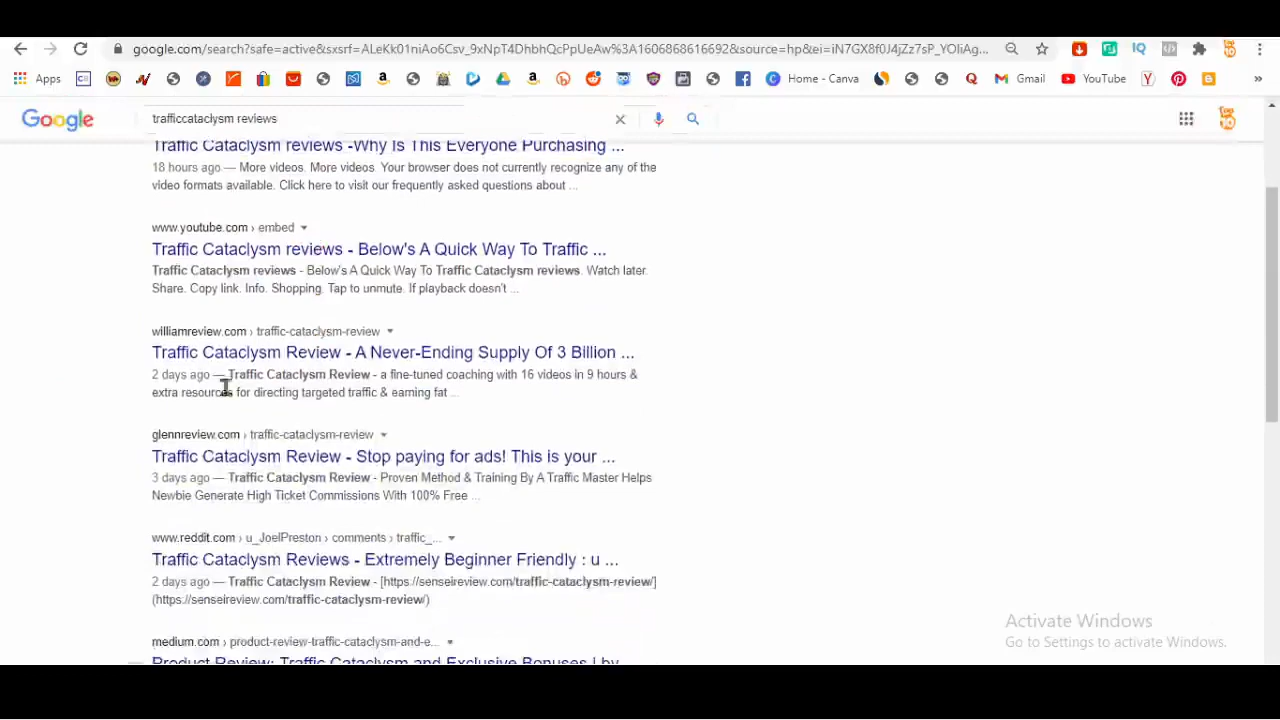 google.com/search?safe=active&sxsrf=ALeKk01niAo6Csv_9xNpT4DhbhQcPpUeAw%3A1606868616692&source=hp&ei=iN7GX8f0J4jZz7sP_YOliAg...
Apps
Home - Canva
Gmail
YouTube
Google
trafficcataclysm reviews
Traffic Cataclysm reviews -Why Is This Everyone Purchasing ...
18 hours ago — More videos. More videos. Your browser does not currently recognize any of the
video formats available. Click here to visit our frequently asked questions about ...
www.youtube.com › embed
Traffic Cataclysm reviews - Below's A Quick Way To Traffic ...
Traffic Cataclysm reviews - Below's A Quick Way To Traffic Cataclysm reviews. Watch later.
Share. Copy link. Info. Shopping. Tap to unmute. If playback doesn't ...
williamreview.com › traffic-cataclysm-review
Traffic Cataclysm Review - A Never-Ending Supply Of 3 Billion ...
2 days ago — Traffic Cataclysm Review - a fine-tuned coaching with 16 videos in 9 hours &
extra resources for directing targeted traffic & earning fat ...
glennreview.com › traffic-cataclysm-review
Traffic Cataclysm Review - Stop paying for ads! This is your ...
3 days ago — Traffic Cataclysm Review - Proven Method & Training By A Traffic Master Helps
Newbie Generate High Ticket Commissions With 100% Free ...
www.reddit.com › u_JoelPreston › comments › traffic_...
Traffic Cataclysm Reviews - Extremely Beginner Friendly : u ...
2 days ago — Traffic Cataclysm Review - [https://senseireview.com/traffic-cataclysm-review/]
(https://senseireview.com/traffic-cataclysm-review/)
medium.com › product-review-traffic-cataclysm-and-e...
Product Review: Traffic Cataclysm and Exclusive Bonuses | by
Activate Windows
Go to Settings to activate Windows.